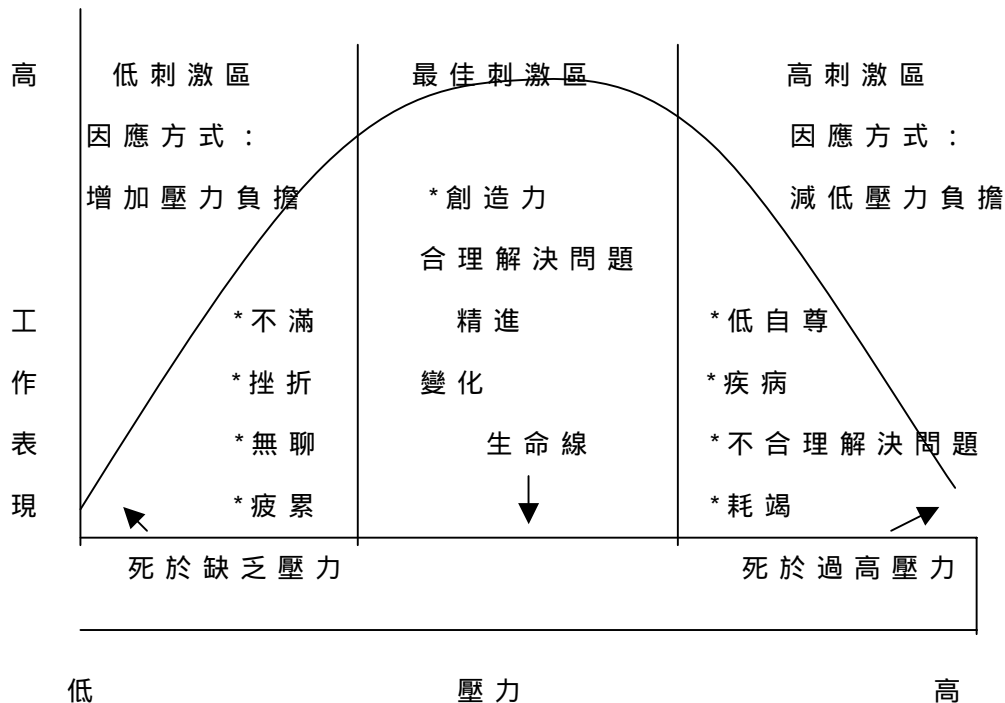 高
低刺激區
最佳刺激區
高刺激區
因應方式:
因應方式:
增加壓力負擔
*創造力
減低壓力負擔
合理解決問題
工作表現
*不滿
精進
*低自尊
*挫折
變化
*疾病
*無聊
生命線
*不合理解決問題
*疲累
*耗竭
死於缺乏壓力
死於過高壓力
低
壓力
高